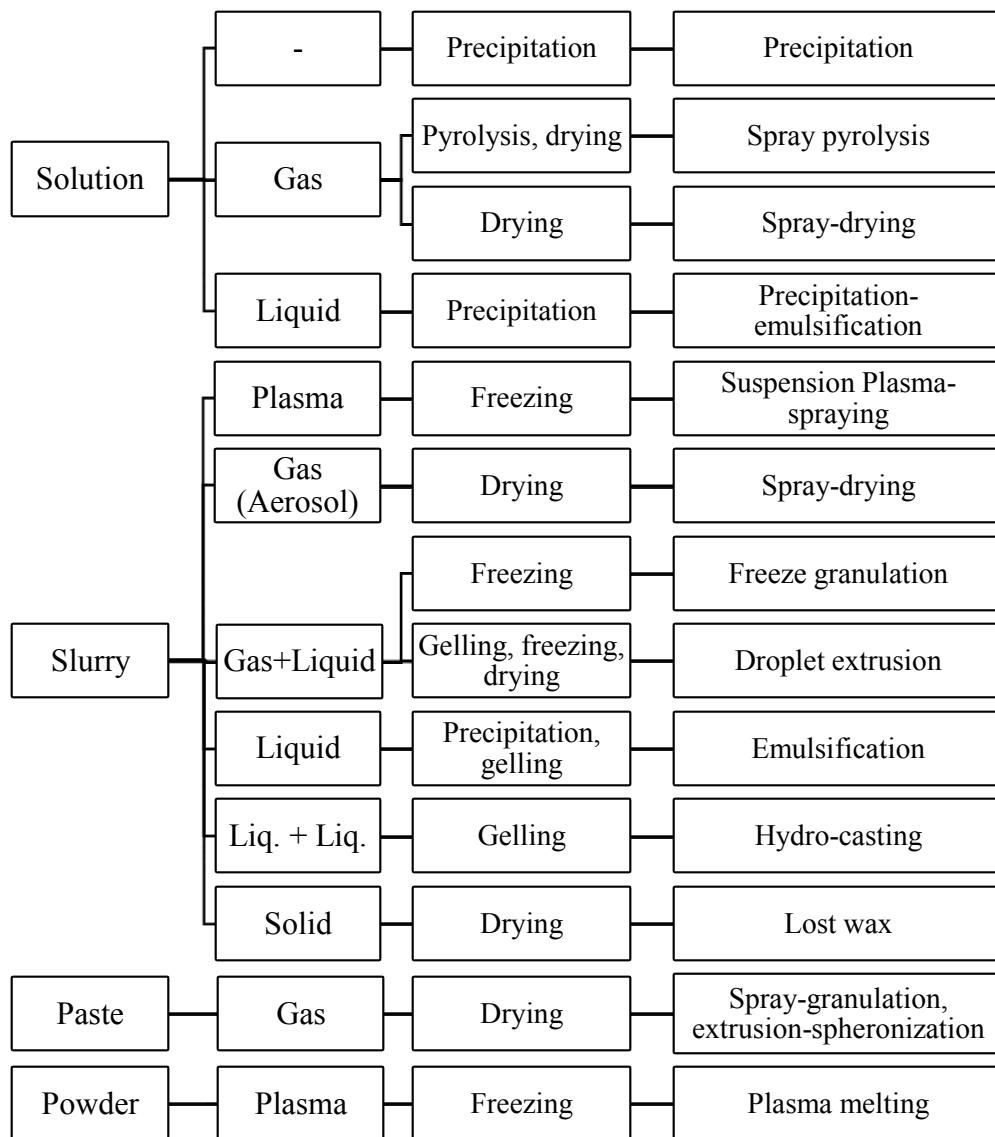 -
Precipitation
Precipitation
Solution
Gas
Pyrolysis, drying
Spray pyrolysis
Drying
Spray-drying
Liquid
Precipitation
Precipitation-
emulsification
Slurry
Plasma
Freezing
Suspension Plasma-
spraying
Gas
(Aerosol)
Drying
Spray-drying
Gas+Liquid
Freezing
Freeze granulation
Gelling, freezing,
drying
Droplet extrusion
Liquid
Precipitation,
gelling
Emulsification
Liq. + Liq.
Gelling
Hydro-casting
Solid
Drying
Lost wax
Paste
Gas
Drying
Spray-granulation,
extrusion-spheronization
Powder
Plasma
Freezing
Plasma melting